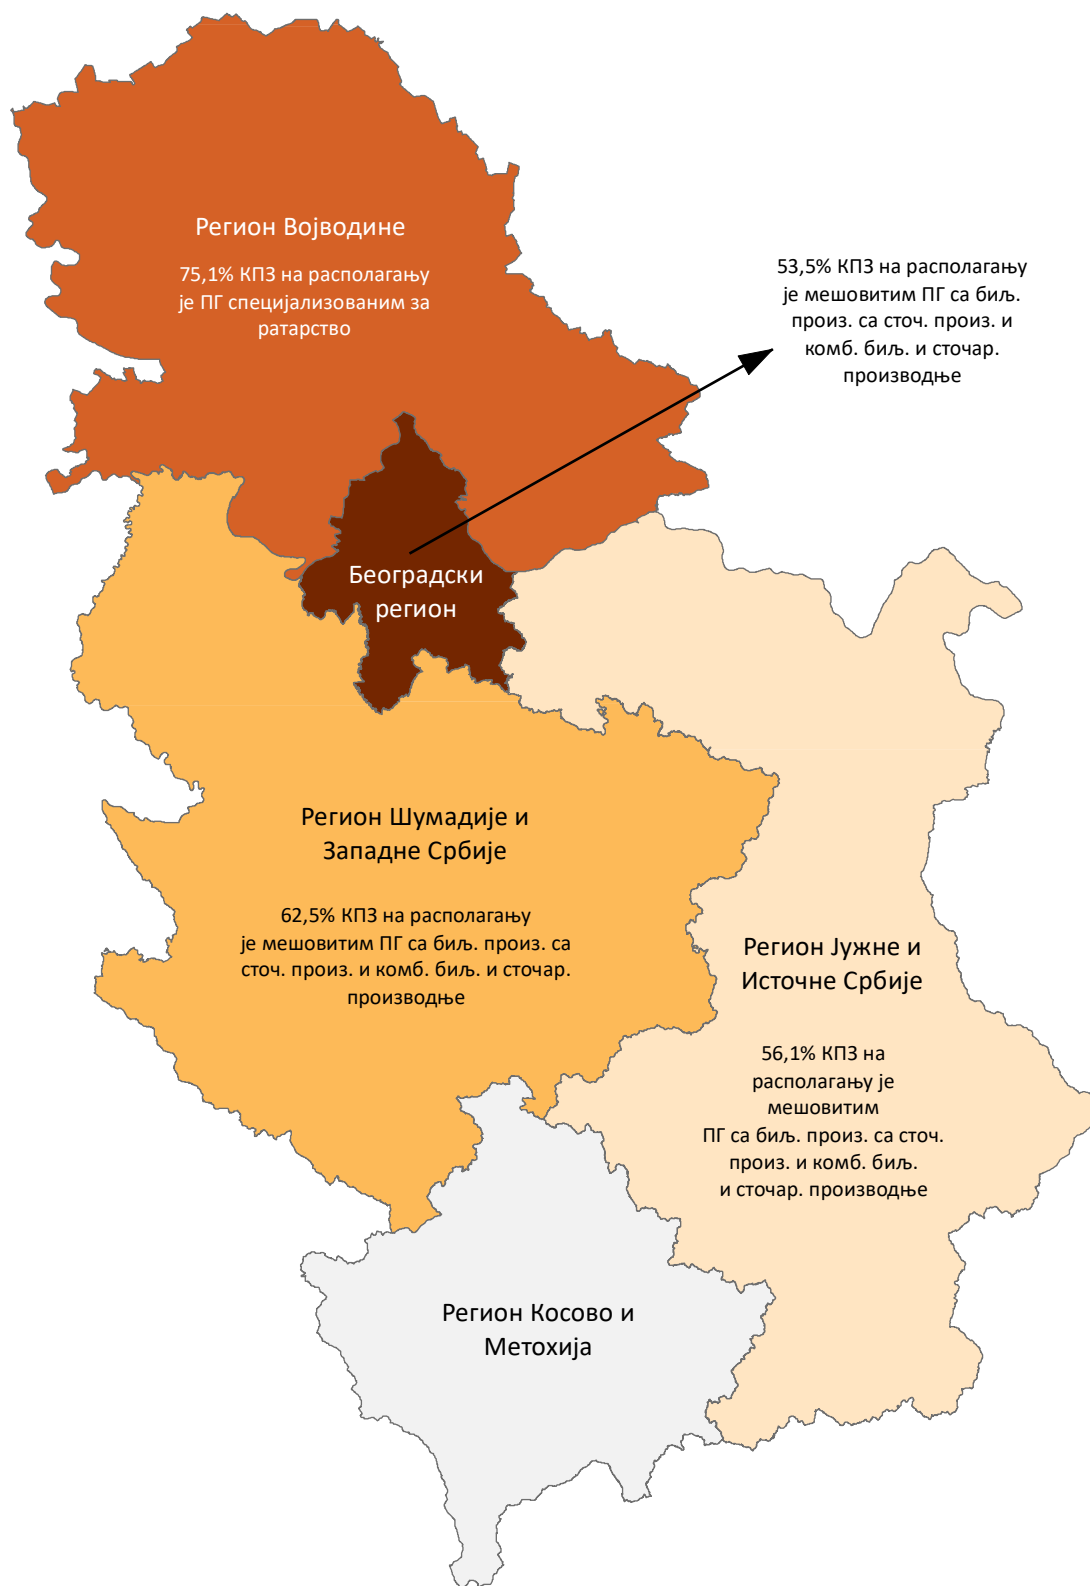 Регион Војводине
75,1% КПЗ на располагању
је ПГ специјализованим за
ратарство
53,5% КПЗ на располагању
је мешовитим ПГ са биљ.
произ. са сточ. произ. и
комб. биљ. и сточар.
производње
Београдски
регион
Регион Шумадије и
Западне Србије
62,5% КПЗ на располагању
је мешовитим ПГ са биљ. произ. са
сточ. произ. и комб. биљ. и сточар.
производње
Регион Јужне и
Источне Србије
56,1% КПЗ на
располагању је
мешовитим
ПГ са биљ. произ. са сточ.
произ. и комб. биљ.
и сточар. производње
Регион Косово и
Метохија